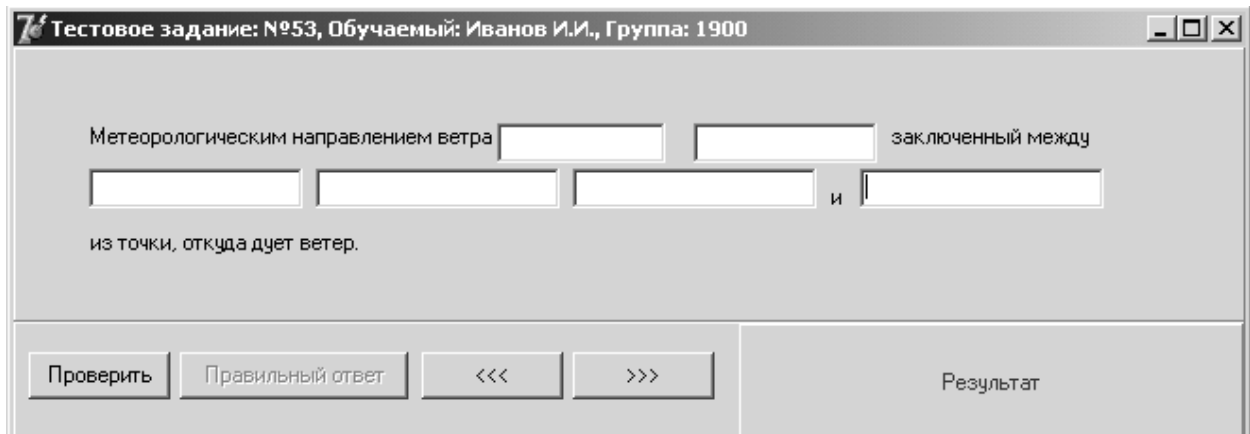 Тестовое задание: №53, Обучаемый: Иванов И.И., Группа: 1900
Метеорологическим направлением ветра заключенный между
и
из точки, откуда дует ветер.
Проверить Правильный ответ <<< >>> Результат